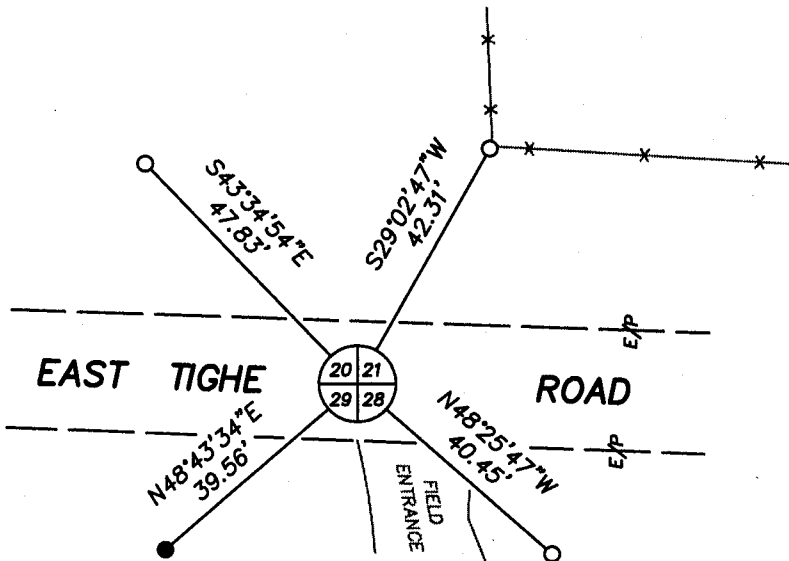 S43°34'54"E
47.83'
S29°02'47"W
42.31'
E/P
EAST TIGHE ROAD
20 21
29 28
N48°43'34"E
39.56'
N48°25'47"W
40.45'
E/P
FIELD
ENTRANCE